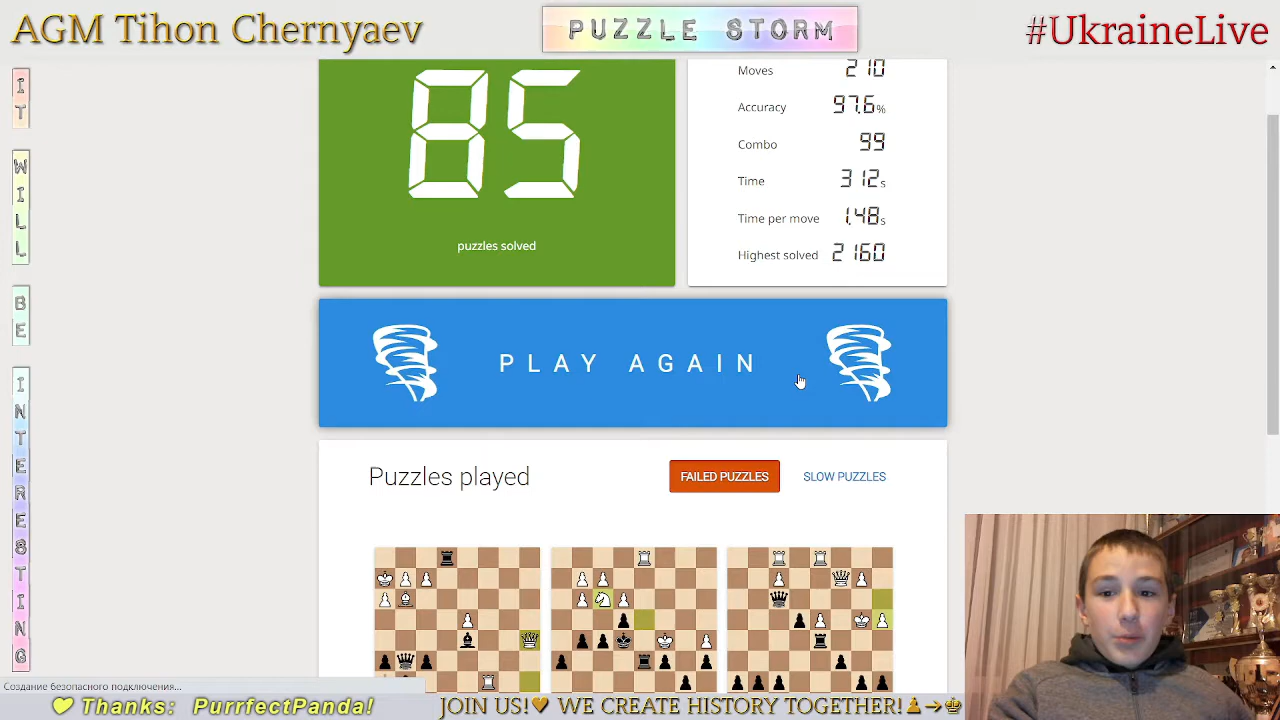 AGM Tihon Chernyaev
PUZZLE STORM
#UkraineLive
IT
WILL
BE
INTERESTING
85
puzzles solved
Moves 210
Accuracy 97.6%
Combo 99
Time 312s
Time per move 1.48s
Highest solved 2160
PLAY AGAIN
Puzzles played
FAILED PUZZLES
SLOW PUZZLES
Создание безопасного подключения...
Thanks: PurrfectPanda!
JOIN US! WE CREATE HISTORY TOGETHER!